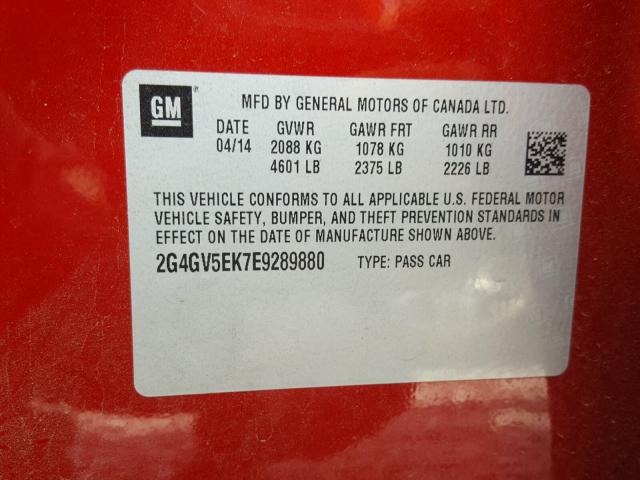 GM
®
MFD BY GENERAL MOTORS OF CANADA LTD.
DATE GVWR GAWR FRT GAWR RR
04/14 2088 KG 1078 KG 1010 KG
4601 LB 2375 LB 2226 LB
THIS VEHICLE CONFORMS TO ALL APPLICABLE U.S. FEDERAL MOTOR
VEHICLE SAFETY, BUMPER, AND THEFT PREVENTION STANDARDS IN
EFFECT ON THE DATE OF MANUFACTURE SHOWN ABOVE.
2G4GV5EK7E9289880 TYPE: PASS CAR